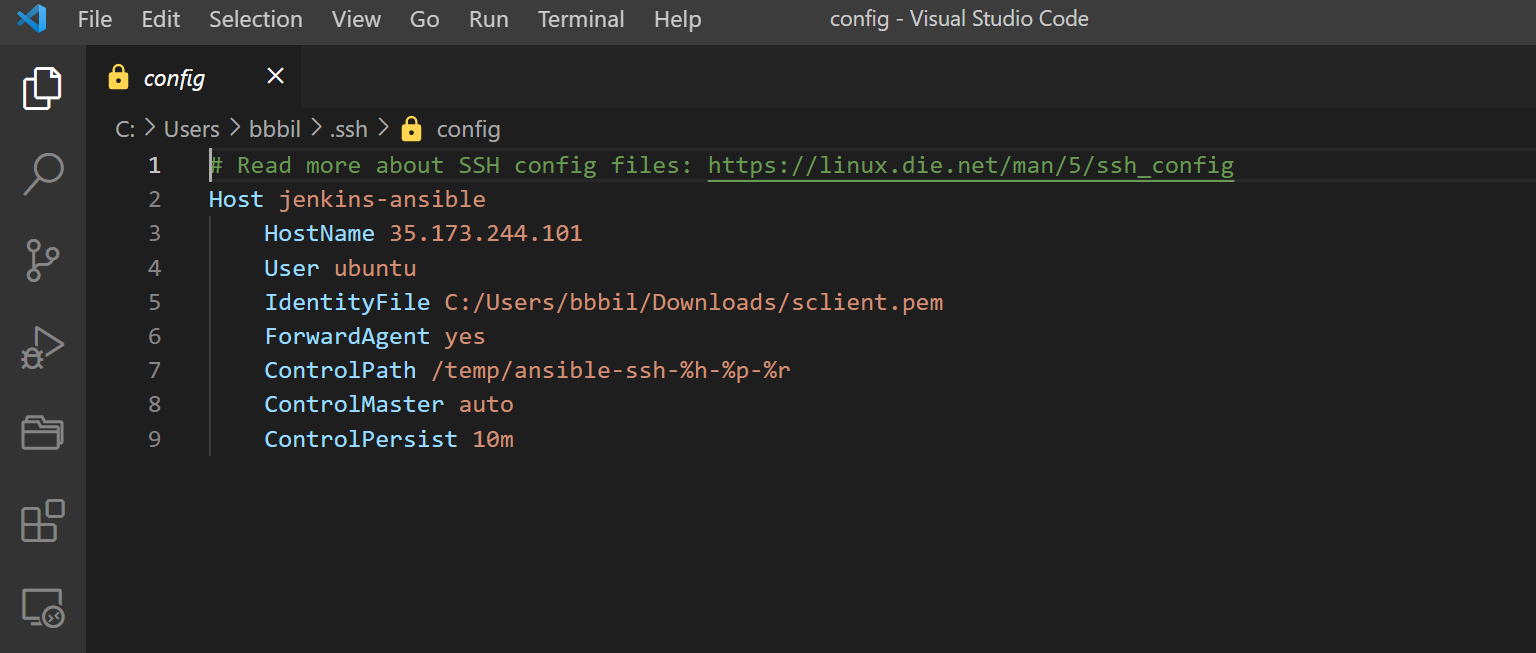 File Edit Selection View Go Run Terminal Help config - Visual Studio Code
config
C: > Users > bbbil > .ssh > config
1 # Read more about SSH config files: https://linux.die.net/man/5/ssh_config
2 Host jenkins-ansible
3 HostName 35.173.244.101
4 User ubuntu
5 IdentityFile C:/Users/bbbil/Downloads/sclient.pem
6 ForwardAgent yes
7 ControlPath /temp/ansible-ssh-%h-%p-%r
8 ControlMaster auto
9 ControlPersist 10m